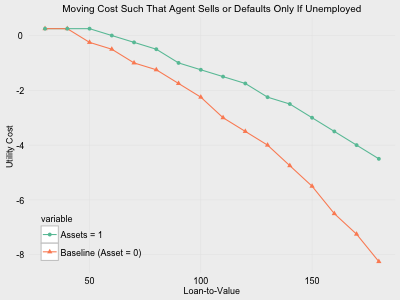 Moving Cost Such That Agent Sells or Defaults Only If Unemployed
0
-2
-4
-6
-8
Utility Cost
variable
Assets = 1
Baseline (Asset = 0)
50
100
150
Loan-to-Value